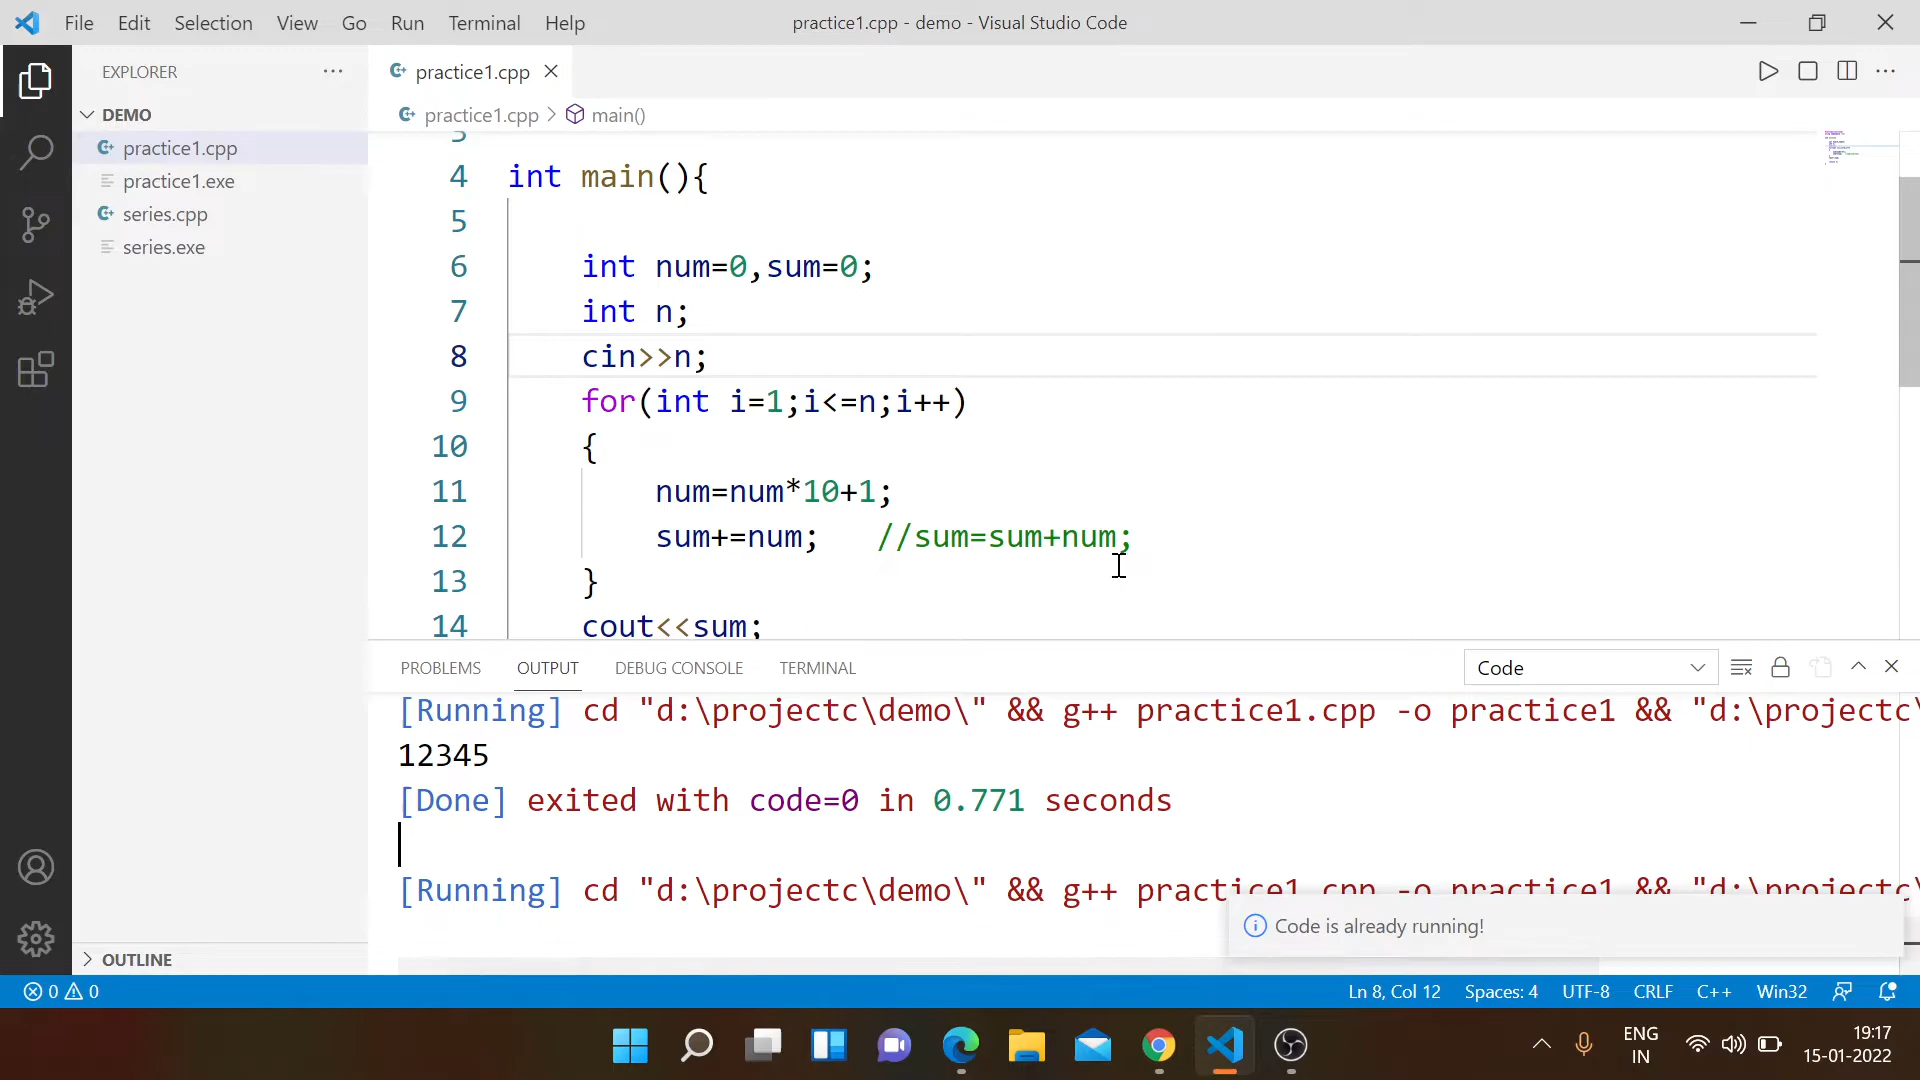 File Edit Selection View Go Run Terminal Help
practice1.cpp - demo - Visual Studio Code
EXPLORER
DEMO
practice1.cpp
practice1.exe
series.cpp
series.exe
OUTLINE
practice1.cpp
practice1.cpp > main()
3
4 int main(){
5
6 int num=0,sum=0;
7 int n;
8 cin>>n;
9 for(int i=1;i<=n;i++)
10 {
11 num=num*10+1;
12 sum+=num; //sum=sum+num;
13 }
14 cout<<sum;
PROBLEMS OUTPUT DEBUG CONSOLE TERMINAL
Code
[Running] cd "d:\projectc\demo\" && g++ practice1.cpp -o practice1 && "d:\projectc\
12345
[Done] exited with code=0 in 0.771 seconds
[Running] cd "d:\projectc\demo\" && g++ practice1.cpp -o practice1 && "d:\projectc\
Code is already running!
0 0
Ln 8, Col 12 Spaces: 4 UTF-8 CRLF C++ Win32
ENG
IN
19:17
15-01-2022